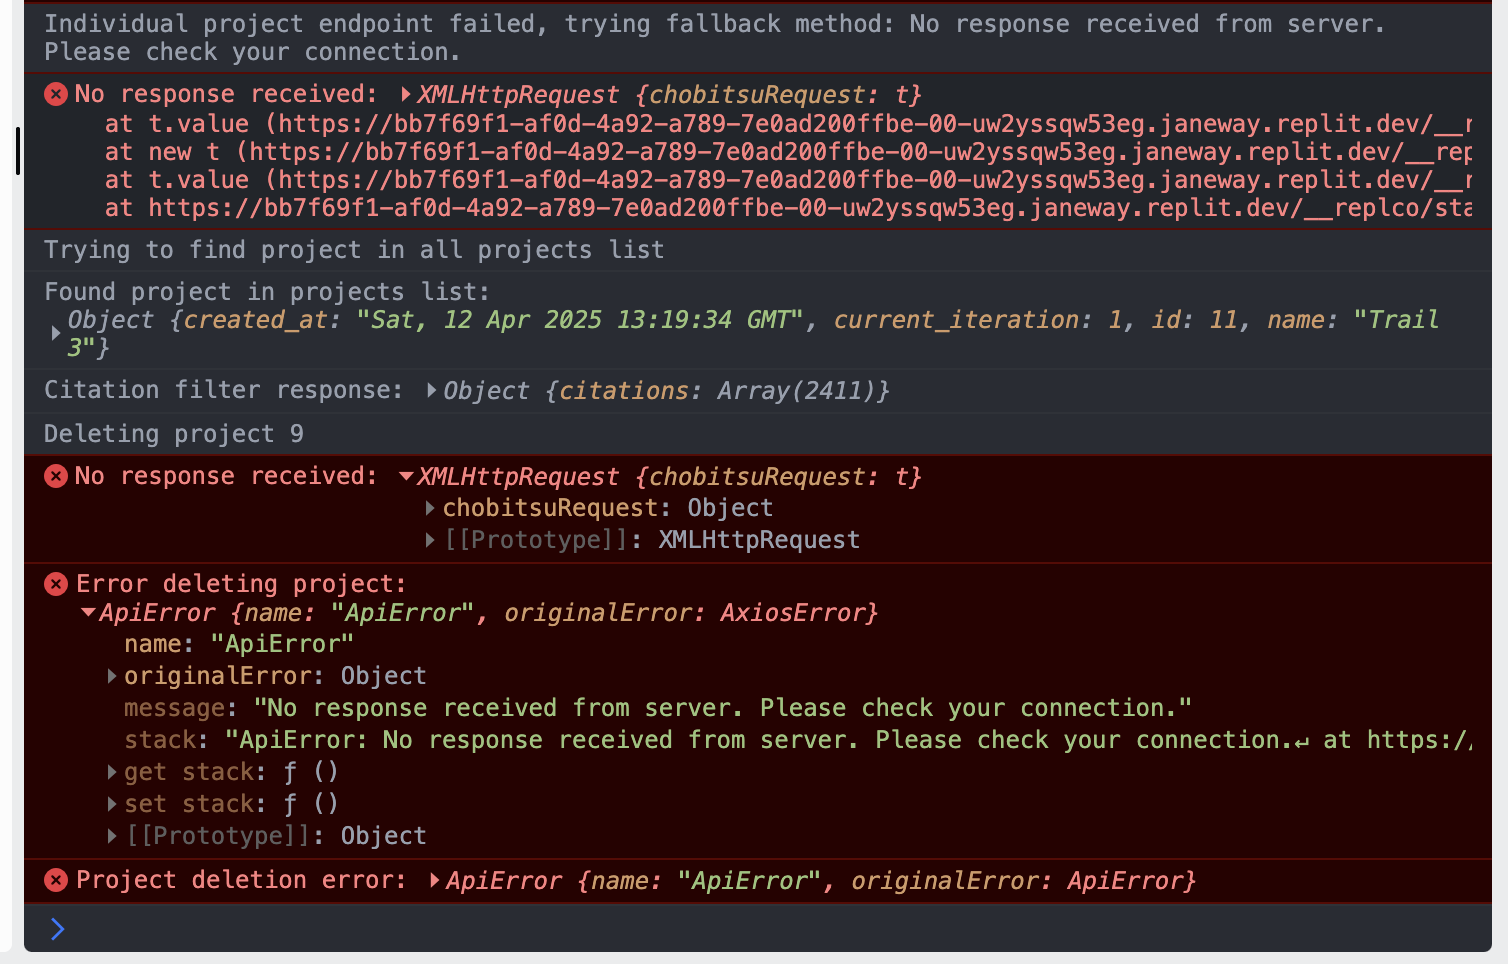 Individual project endpoint failed, trying fallback method: No response received from server.
Please check your connection.
No response received: ▶XMLHttpRequest {chobitsuRequest: t}
at t.value (https://bb7f69f1-af0d-4a92-a789-7e0ad200ffbe-00-uw2yssqw53eg.janeway.replit.dev/__r
at new t (https://bb7f69f1-af0d-4a92-a789-7e0ad200ffbe-00-uw2yssqw53eg.janeway.replit.dev/__rep
at t.value (https://bb7f69f1-af0d-4a92-a789-7e0ad200ffbe-00-uw2yssqw53eg.janeway.replit.dev/__r
at https://bb7f69f1-af0d-4a92-a789-7e0ad200ffbe-00-uw2yssqw53eg.janeway.replit.dev/__replco/sta
Trying to find project in all projects list
Found project in projects list:
▶Object {created_at: "Sat, 12 Apr 2025 13:19:34 GMT", current_iteration: 1, id: 11, name: "Trail
3"}
Citation filter response: ▶Object {citations: Array(2411)}
Deleting project 9
No response received: ▼XMLHttpRequest {chobitsuRequest: t}
▶chobitsuRequest: Object
▶[[Prototype]]: XMLHttpRequest
Error deleting project:
▼ApiError {name: "ApiError", originalError: AxiosError}
name: "ApiError"
▶originalError: Object
message: "No response received from server. Please check your connection."
stack: "ApiError: No response received from server. Please check your connection.↵ at https:/
▶get stack: ƒ ()
▶set stack: ƒ ()
▶[[Prototype]]: Object
Project deletion error: ▶ApiError {name: "ApiError", originalError: ApiError}